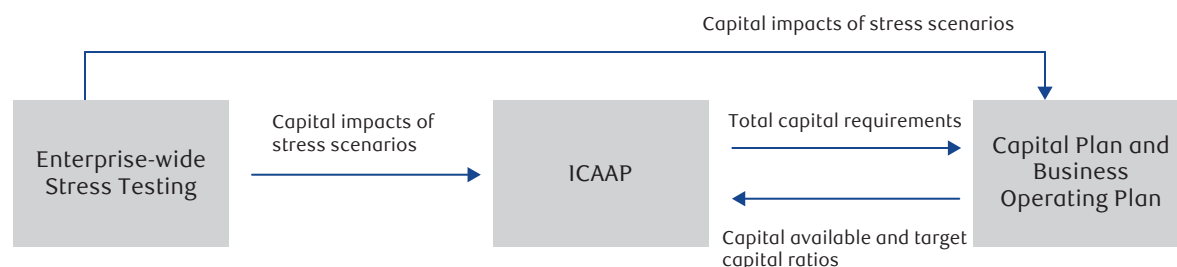 Capital impacts of stress scenarios
Enterprise-wide
Stress Testing
Capital impacts of
stress scenarios
ICAAP
Total capital requirements
Capital available and target
capital ratios
Capital Plan and
Business
Operating Plan